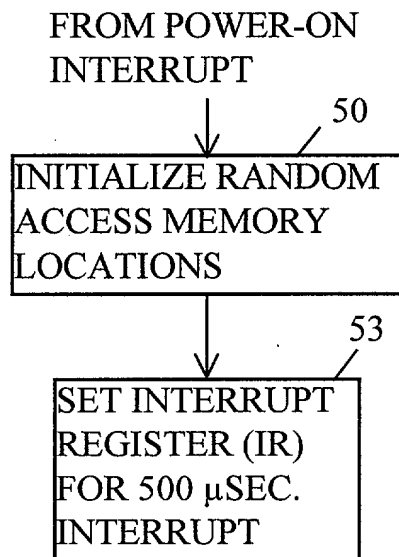 FROM POWER-ON
INTERRUPT
50
INITIALIZE RANDOM
ACCESS MEMORY
LOCATIONS
53
SET INTERRUPT
REGISTER (IR)
FOR 500 µSEC.
INTERRUPT